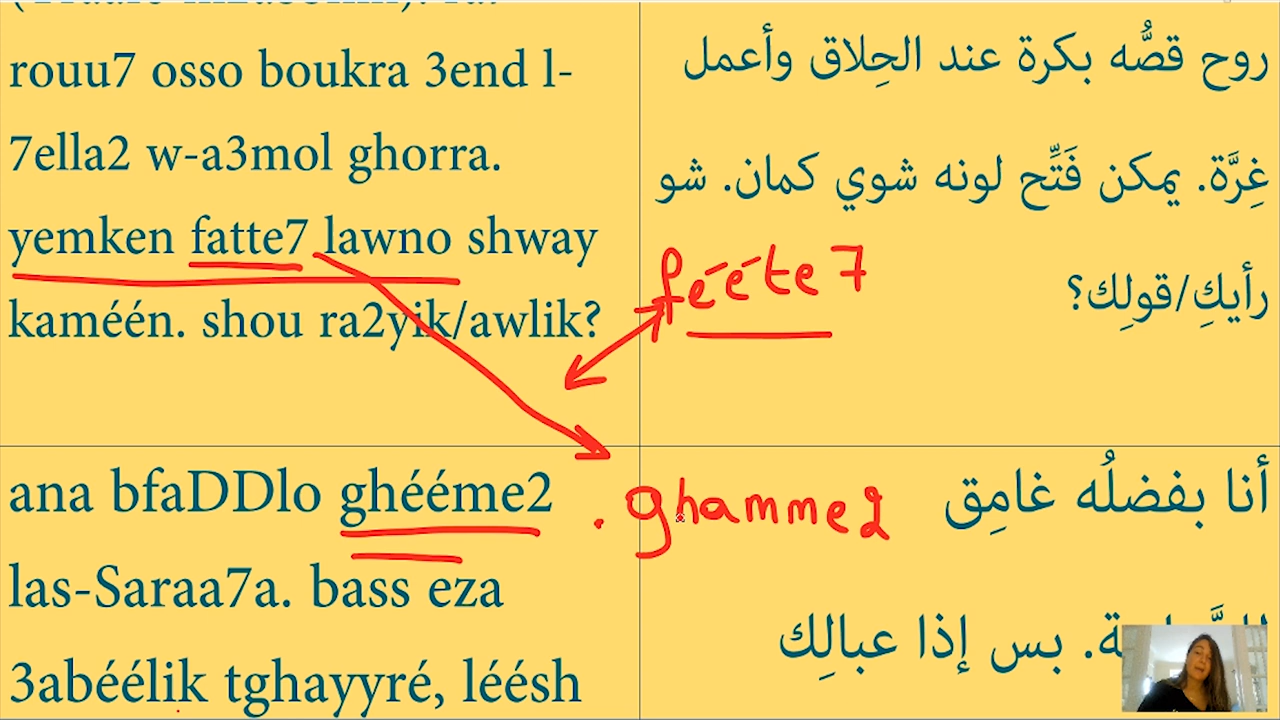 rouu7 osso boukra 3end l-
7ella2 w-a3mol ghorra.
yemken fatte7 lawno shway
kaméén. shou ra2yik/awlik?
روح قصُّه بكرة عند الحِلاق وأعمل
غِرَّة. يمكن فَتِّح لونه شوي كمان. شو
رأيكِ/قولِك؟
fééte7
ana bfaDDlo ghééme2
las-Saraa7a. bass eza
3abéélik tghayyré, léésh
. ghamme2
أنا بفضلُه غامِق
بس إذا عبالِك